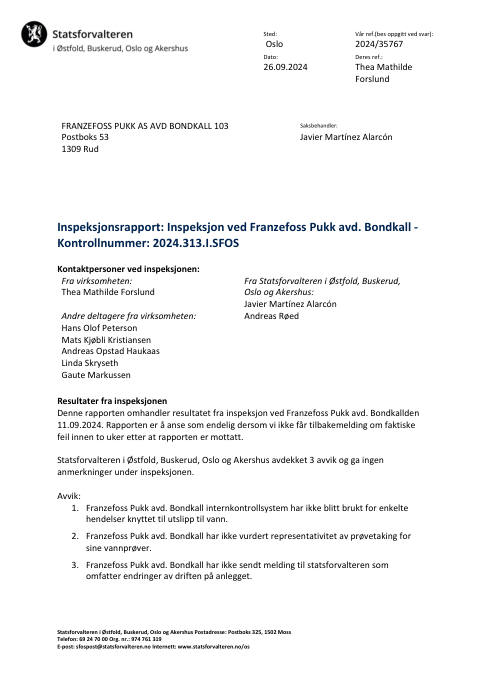 Statsforvalteren
i Østfold, Buskerud, Oslo og Akershus
Sted:
Oslo
Dato:
26.09.2024
Vår ref.(bes oppgitt ved svar):
2024/35767
Deres ref.:
Thea Mathilde
Forslund
FRANZEFOSS PUKK AS AVD BONDKALL 103
Postboks 53
1309 Rud
Saksbehandler:
Javier Martínez Alarcón
Inspeksjonsrapport: Inspeksjon ved Franzefoss Pukk avd. Bondkall -
Kontrollnummer: 2024.313.I.SFOS
Kontaktpersoner ved inspeksjonen:
Fra virksomheten:
Thea Mathilde Forslund
Andre deltagere fra virksomheten:
Hans Olof Peterson
Mats Kjøbli Kristiansen
Andreas Opstad Haukaas
Linda Skryseth
Gaute Markussen
Fra Statsforvalteren i Østfold, Buskerud,
Oslo og Akershus:
Javier Martínez Alarcón
Andreas Røed
Resultater fra inspeksjonen
Denne rapporten omhandler resultatet fra inspeksjon ved Franzefoss Pukk avd. Bondkallden
11.09.2024. Rapporten er å anse som endelig dersom vi ikke får tilbakemelding om faktiske
feil innen to uker etter at rapporten er mottatt.
Statsforvalteren i Østfold, Buskerud, Oslo og Akershus avdekket 3 avvik og ga ingen
anmerkninger under inspeksjonen.
Avvik:
1. Franzefoss Pukk avd. Bondkall internkontrollsystem har ikke blitt brukt for enkelte
hendelser knyttet til utslipp til vann.
2. Franzefoss Pukk avd. Bondkall har ikke vurdert representativitet av prøvetaking for
sine vannprøver.
3. Franzefoss Pukk avd. Bondkall har ikke sendt melding til statsforvalteren som
omfatter endringer av driften på anlegget.
Statsforvalteren i Østfold, Buskerud, Oslo og Akershus Postadresse: Postboks 325, 1502 Moss
Telefon: 69 24 70 00 Org. nr.: 974 761 319
E-post: sfospost@statsforvalteren.no Internett: www.statsforvalteren.no/os